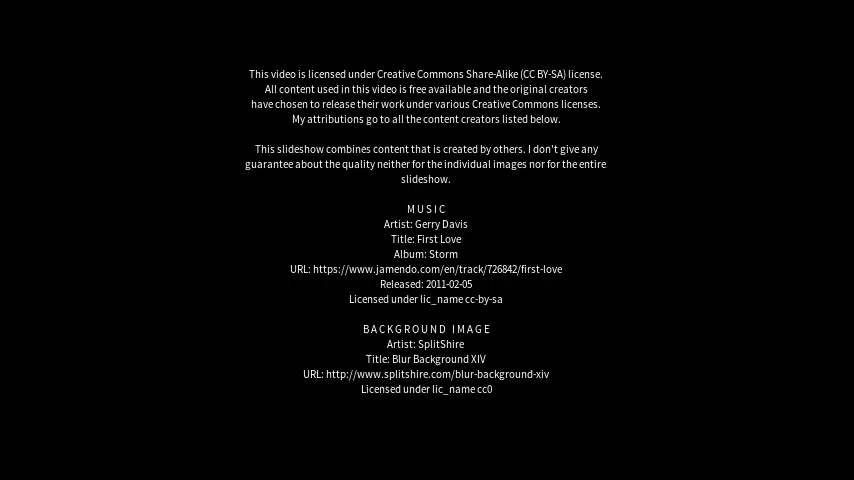 This video is licensed under Creative Commons Share-Alike (CC BY-SA) license.
All content used in this video is free available and the original creators
have chosen to release their work under various Creative Commons licenses.
My attributions go to all the content creators listed below.
This slideshow combines content that is created by others. I don't give any
guarantee about the quality neither for the individual images nor for the entire
slideshow.
MUSIC
Artist: Gerry Davis
Title: First Love
Album: Storm
URL: https://www.jamendo.com/en/track/726842/first-love
Released: 2011-02-05
Licensed under lic_name cc-by-sa
BACKGROUND IMAGE
Artist: SplitShire
Title: Blur Background XIV
URL: http://www.splitshire.com/blur-background-xiv
Licensed under lic_name cc0